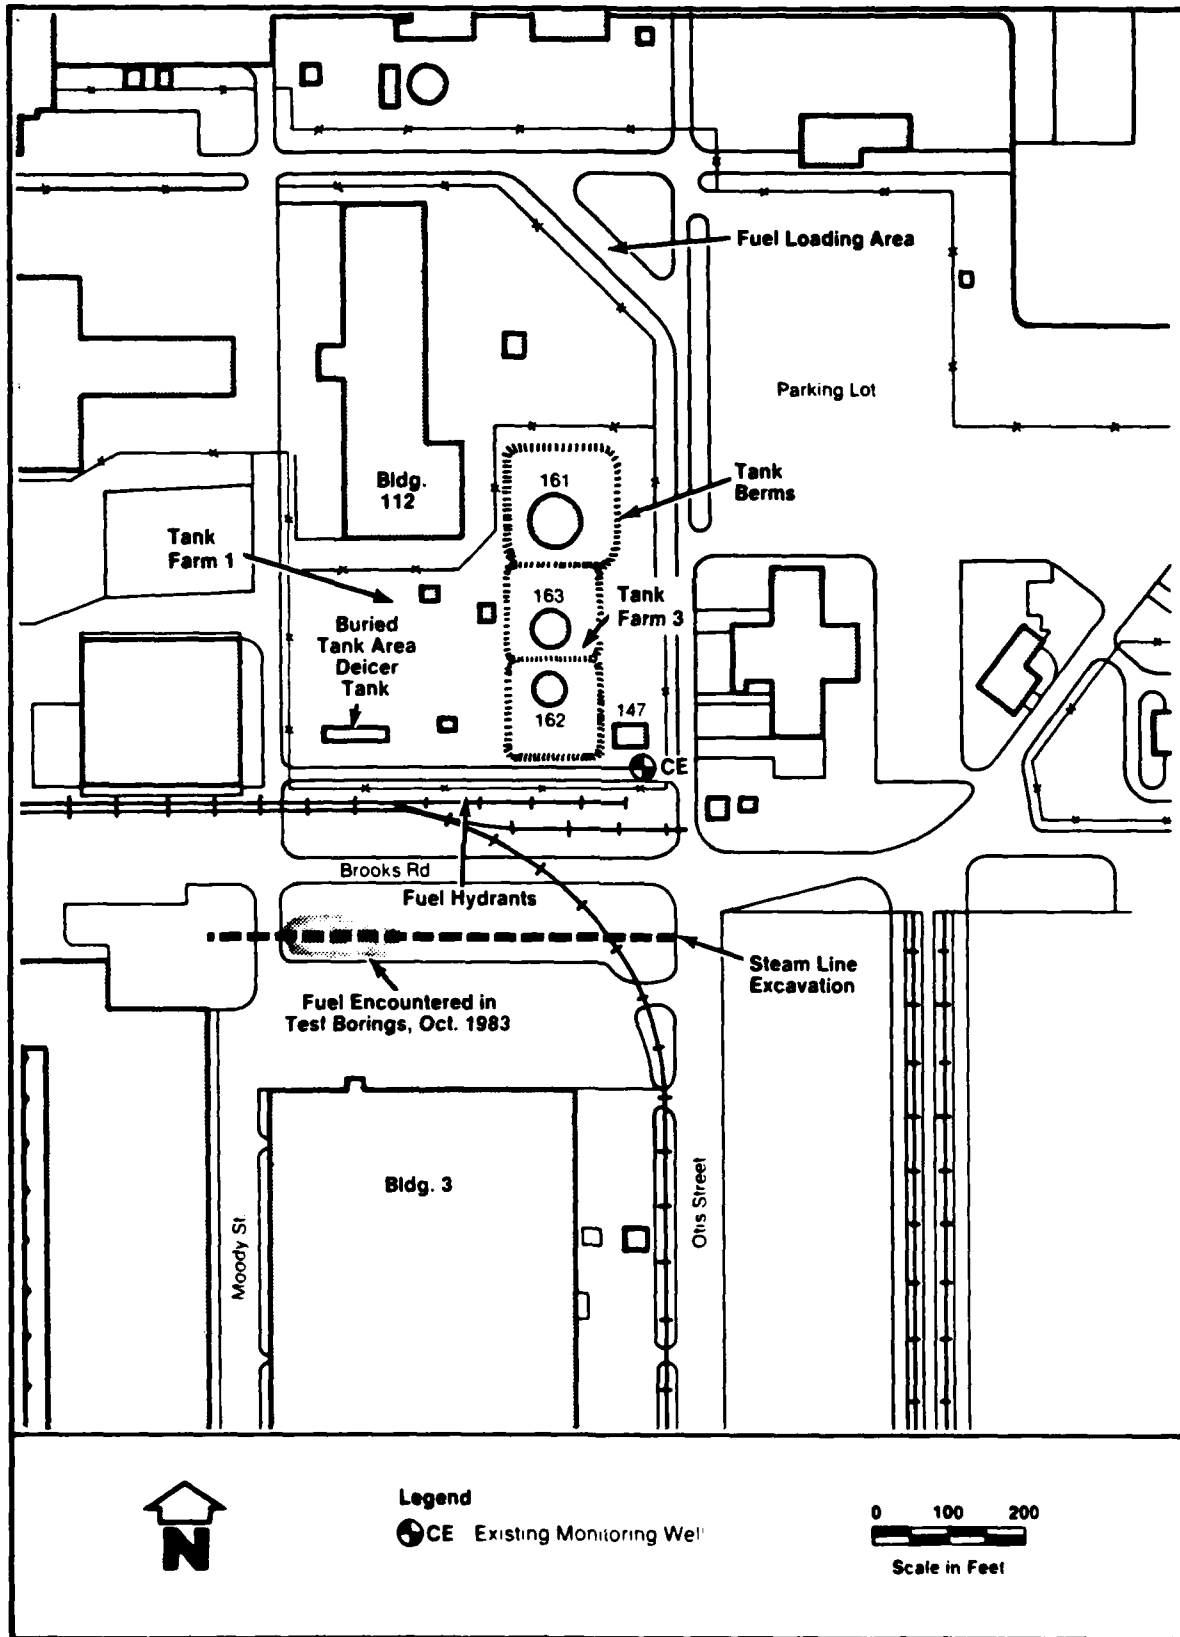 Fuel Loading Area
Parking Lot
Tank
Berms
161
Bldg.
112
Tank
Farm 1
163
Tank
Farm 3
Buried
Tank Area
Deicer
Tank
162
147
CE
Brooks Rd
Fuel Hydrants
Steam Line
Excavation
Fuel Encountered in
Test Borings, Oct. 1983
Bldg. 3
Moody St.
Otis Street
N
Legend
CE Existing Monitoring Well
0 100 200
Scale in Feet